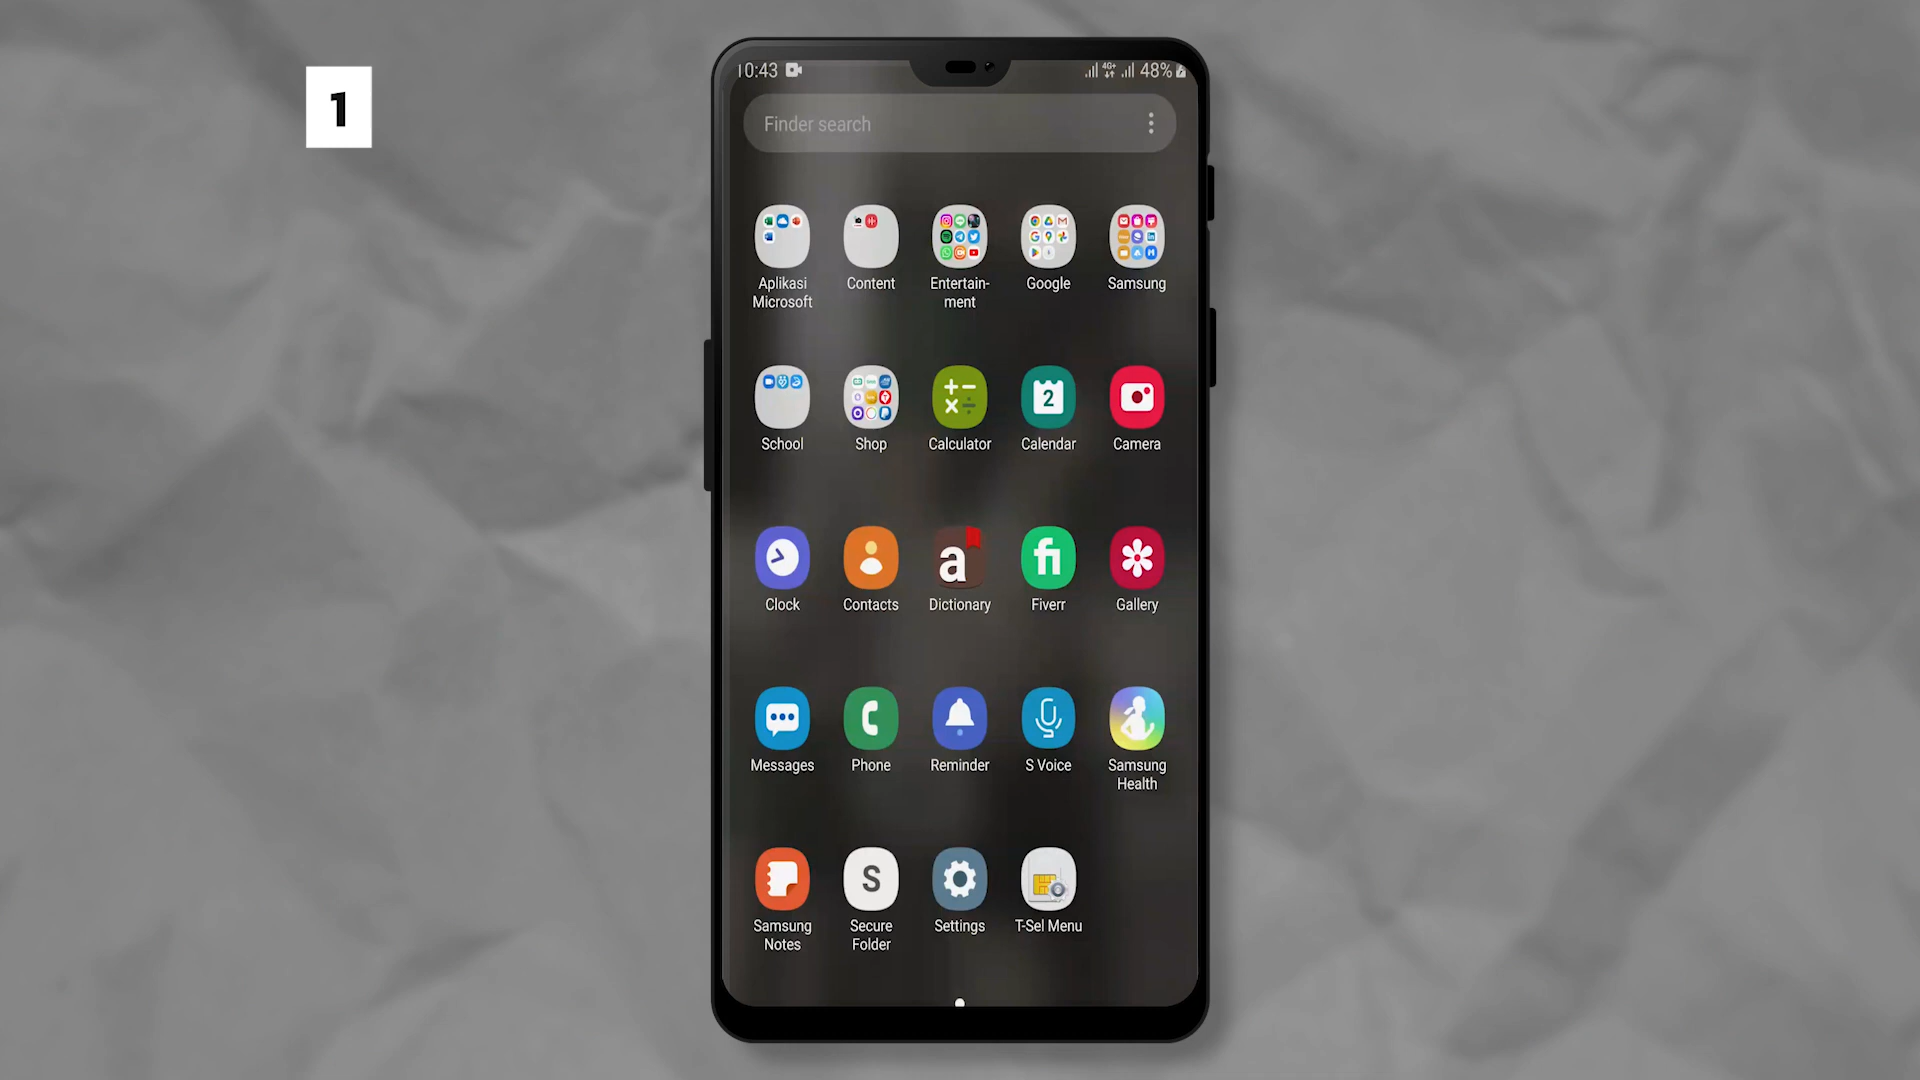 1
10:43 4G+ 48%
Finder search
Aplikasi
Microsoft
Content
Entertain-
ment
Google
Samsung
School
Shop
Calculator
2
Calendar
Camera
Clock
Contacts
a
Dictionary
fi
Fiverr
Gallery
Messages
Phone
Reminder
S Voice
Samsung
Health
Samsung
Notes
S
Secure
Folder
Settings
T-Sel Menu